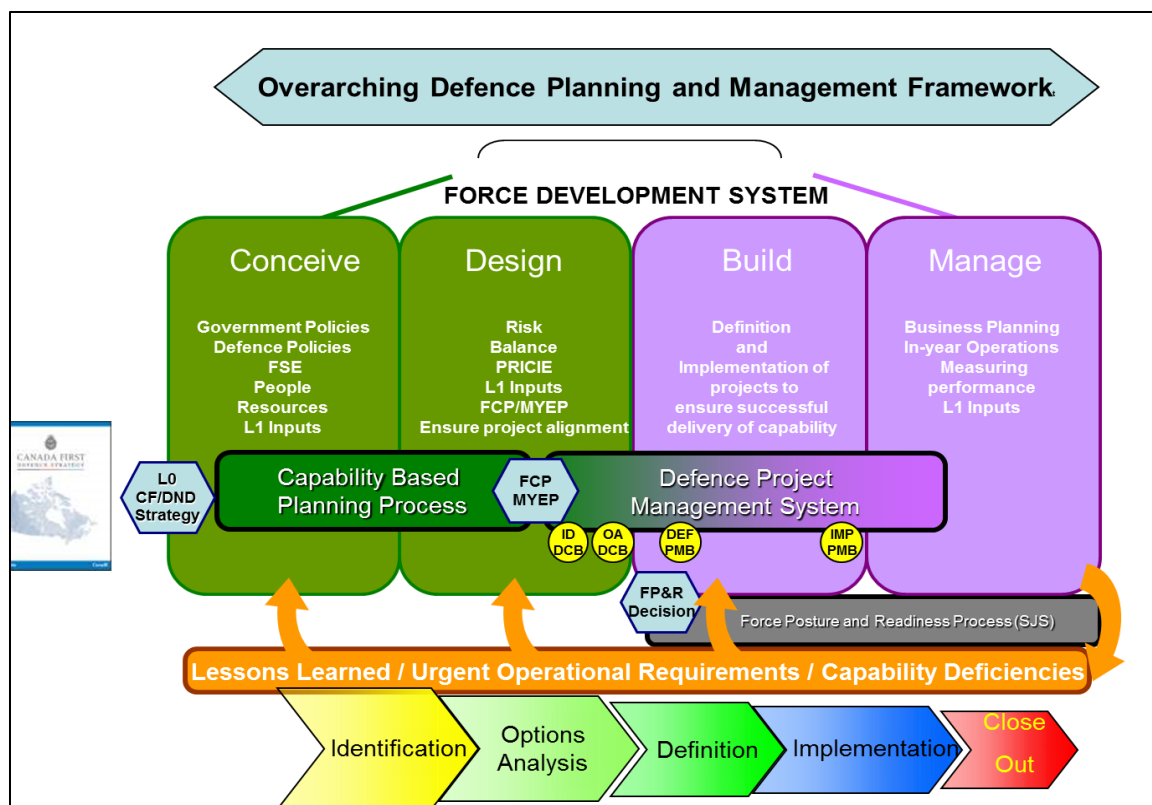 Overarching Defence Planning and Management Framework
FORCE DEVELOPMENT SYSTEM
Conceive
Government Policies
Defence Policies
FSE
People
Resources
L1 Inputs
Design
Risk
Balance
PRICIE
L1 Inputs
FCP/MYEP
Ensure project alignment
Build
Definition
and
Implementation of
projects to
ensure successful
delivery of capability
Manage
Business Planning
In-year Operations
Measuring
performance
L1 Inputs
CANADA FIRST
DEFENCE STRATEGY
Canada
L0
CF/DND
Strategy
Capability Based
Planning Process
FCP
MYEP
Defence Project
Management System
ID
DCB
OA
DCB
DEF
PMB
IMP
PMB
FP&R
Decision
Force Posture and Readiness Process (SJS)
Lessons Learned / Urgent Operational Requirements / Capability Deficiencies
Identification
Options
Analysis
Definition
Implementation
Close
Out